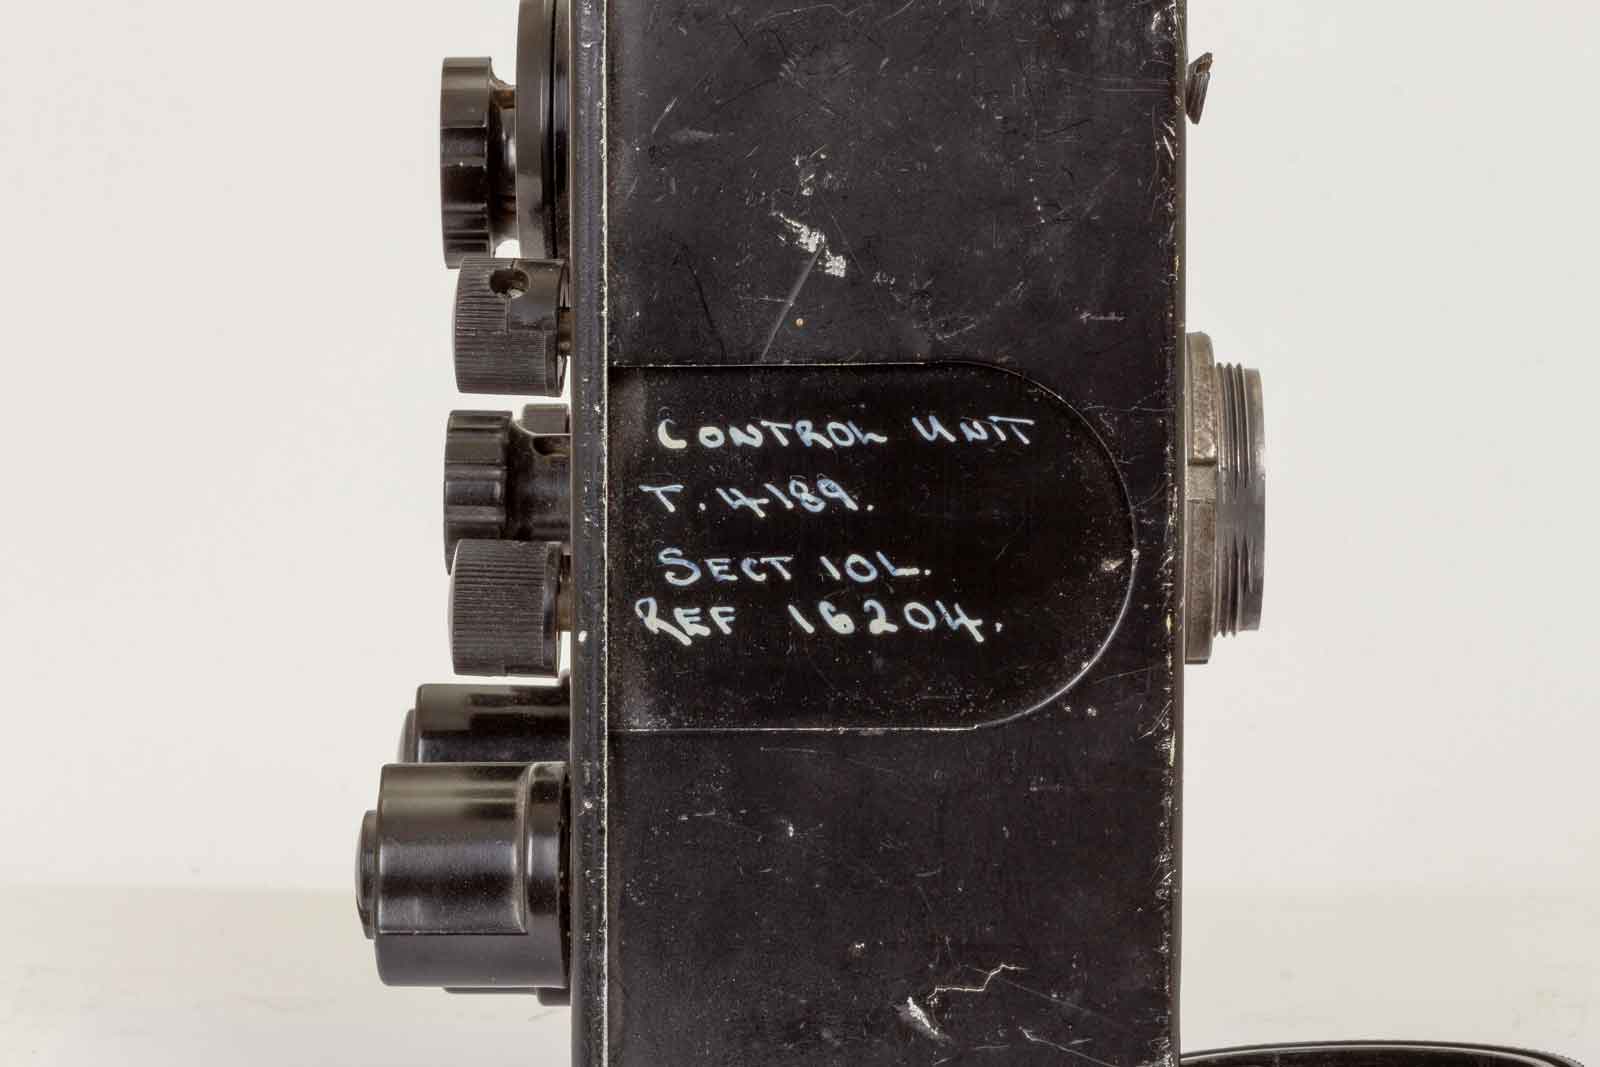 CONTROL UNIT
T. 4189.
SECT 10L.
REF 16204.